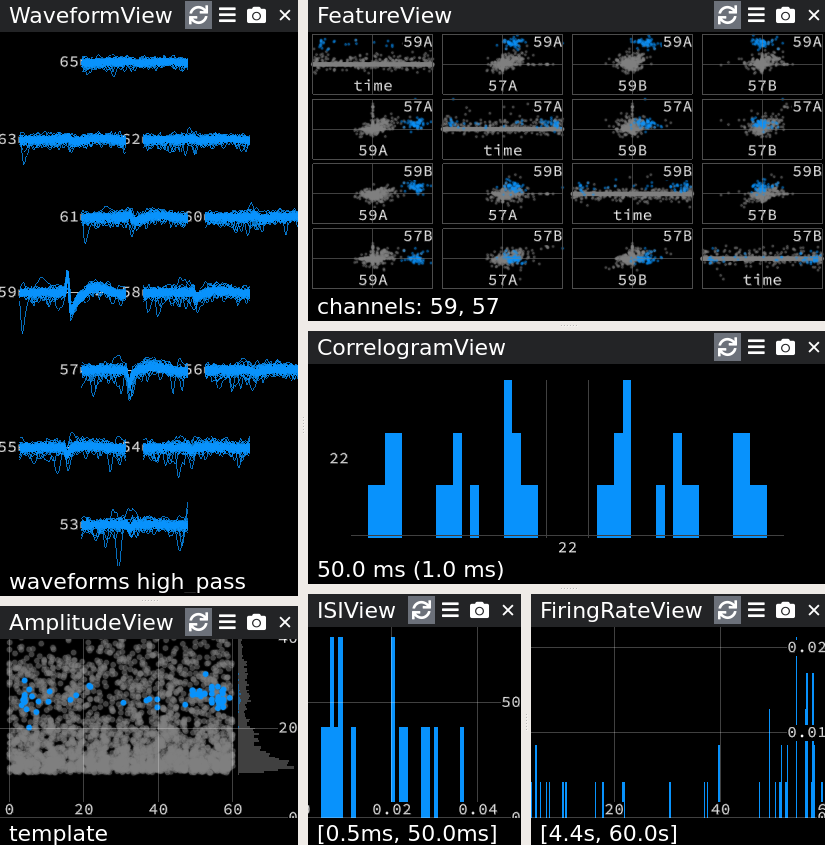 WaveformView
65
63 62
61 60
59 58
57 56
55 54
53
waveforms high_pass
FeatureView
59A 59A 59A 59A
time 57A 59B 57B
57A 57A 57A 57A
59A time 59B 57B
59B 59B 59B 59B
59A 57A time 57B
57B 57B 57B 57B
59A 57A 59B time
channels: 59, 57
CorrelogramView
22
22
50.0 ms (1.0 ms)
AmplitudeView
40
20
0
0 20 40 60
template
ISIView
50
0
0.02 0.04
[0.5ms, 50.0ms]
FiringRateView
0.02
0.01
20 40
[4.4s, 60.0s]